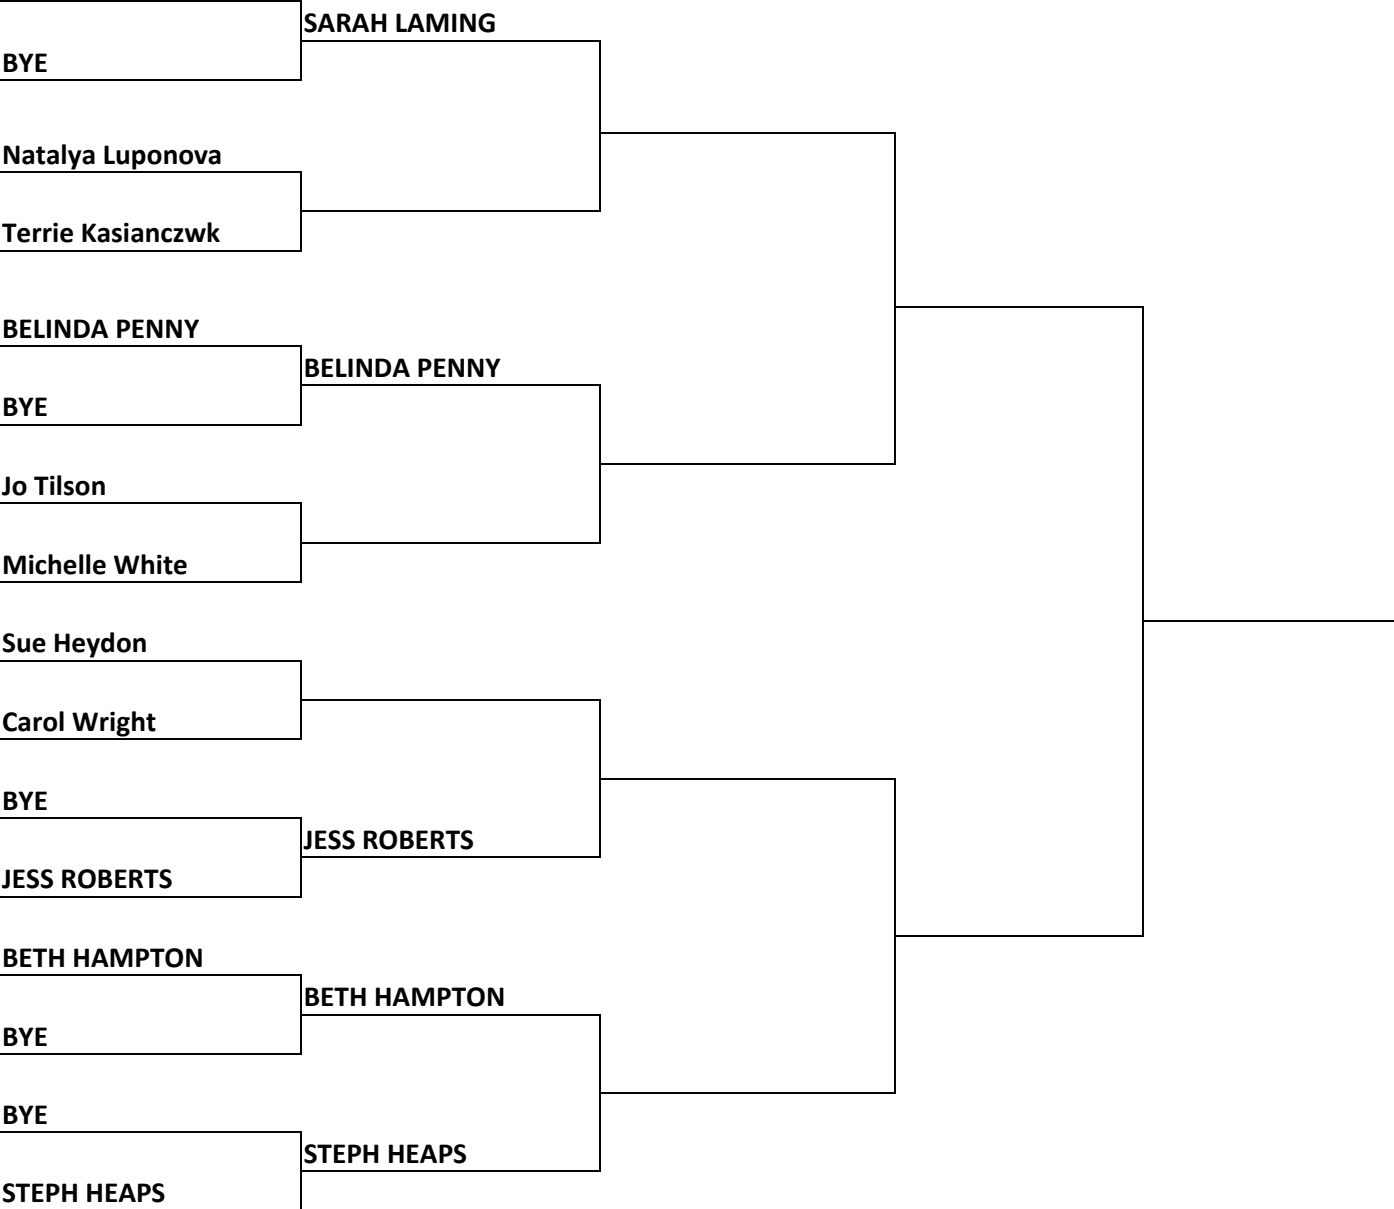 SARAH LAMING
BYE
Natalya Luponova
Terrie Kasianczwk
BELINDA PENNY
BELINDA PENNY
BYE
Jo Tilson
Michelle White
Sue Heydon
Carol Wright
BYE
JESS ROBERTS
JESS ROBERTS
BETH HAMPTON
BETH HAMPTON
BYE
BYE
STEPH HEAPS
STEPH HEAPS